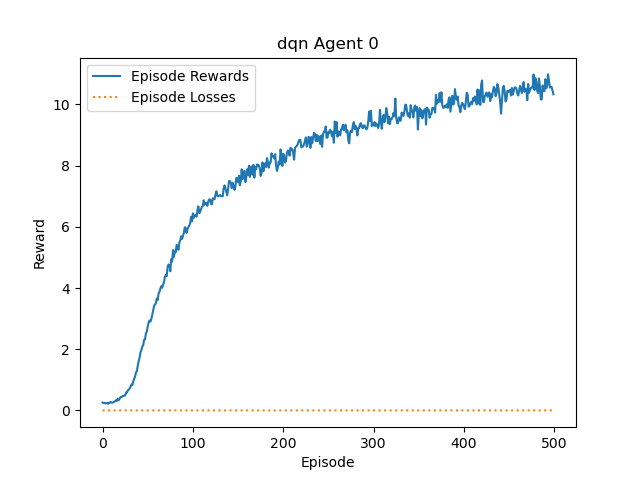 dqn Agent 0
Episode Rewards
Episode Losses
Reward
10
8
6
4
2
0
0 100 200 300 400 500
Episode